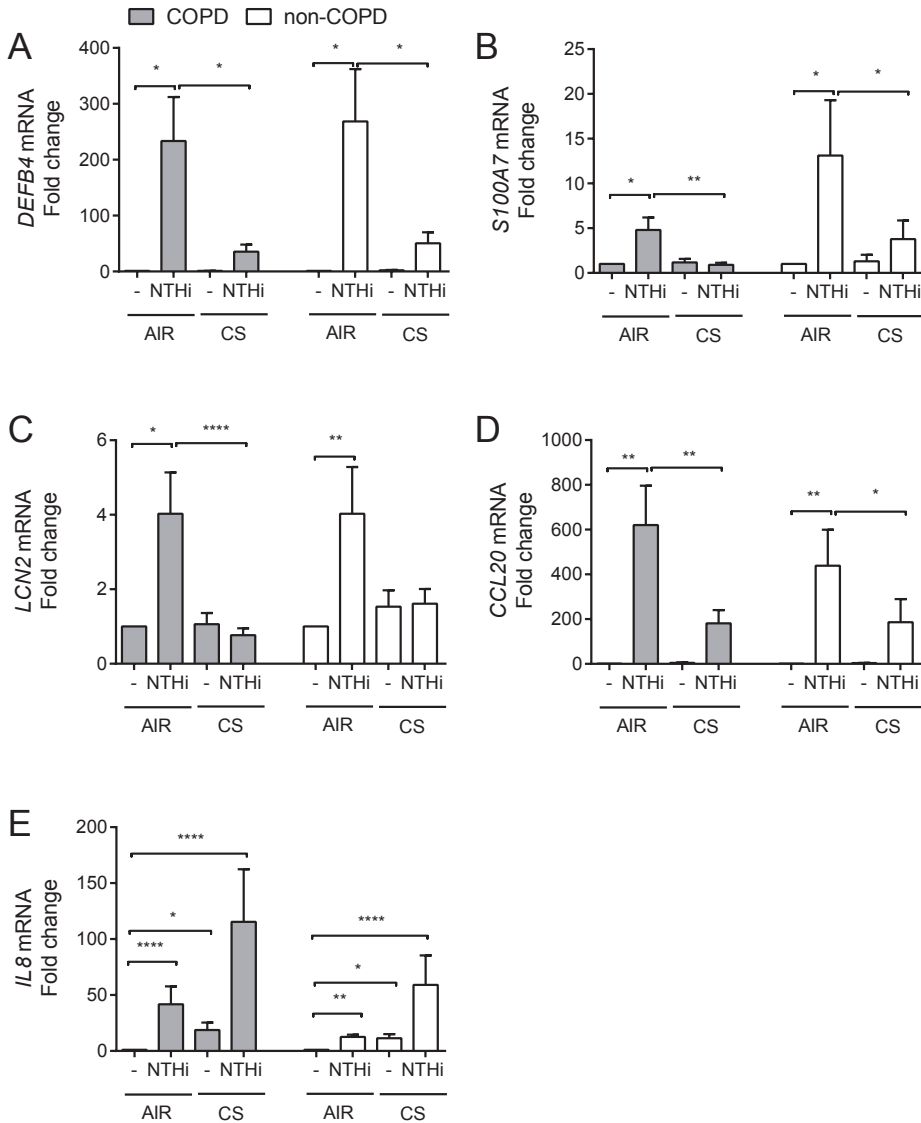 COPD non-COPD
A
DEFB4 mRNA
Fold change
400
300
200
100
0
* * * *
- NTHi - NTHi - NTHi - NTHi
AIR CS AIR CS
B
S100A7 mRNA
Fold change
25
20
15
10
5
0
* ** * *
- NTHi - NTHi - NTHi - NTHi
AIR CS AIR CS
C
LCN2 mRNA
Fold change
6
4
2
0
* **** **
- NTHi - NTHi - NTHi - NTHi
AIR CS AIR CS
D
CCL20 mRNA
Fold change
1000
800
600
400
200
0
** ** ** *
- NTHi - NTHi - NTHi - NTHi
AIR CS AIR CS
E
IL8 mRNA
Fold change
200
150
100
50
0
****
*
****
****
*
**
- NTHi - NTHi - NTHi - NTHi
AIR CS AIR CS